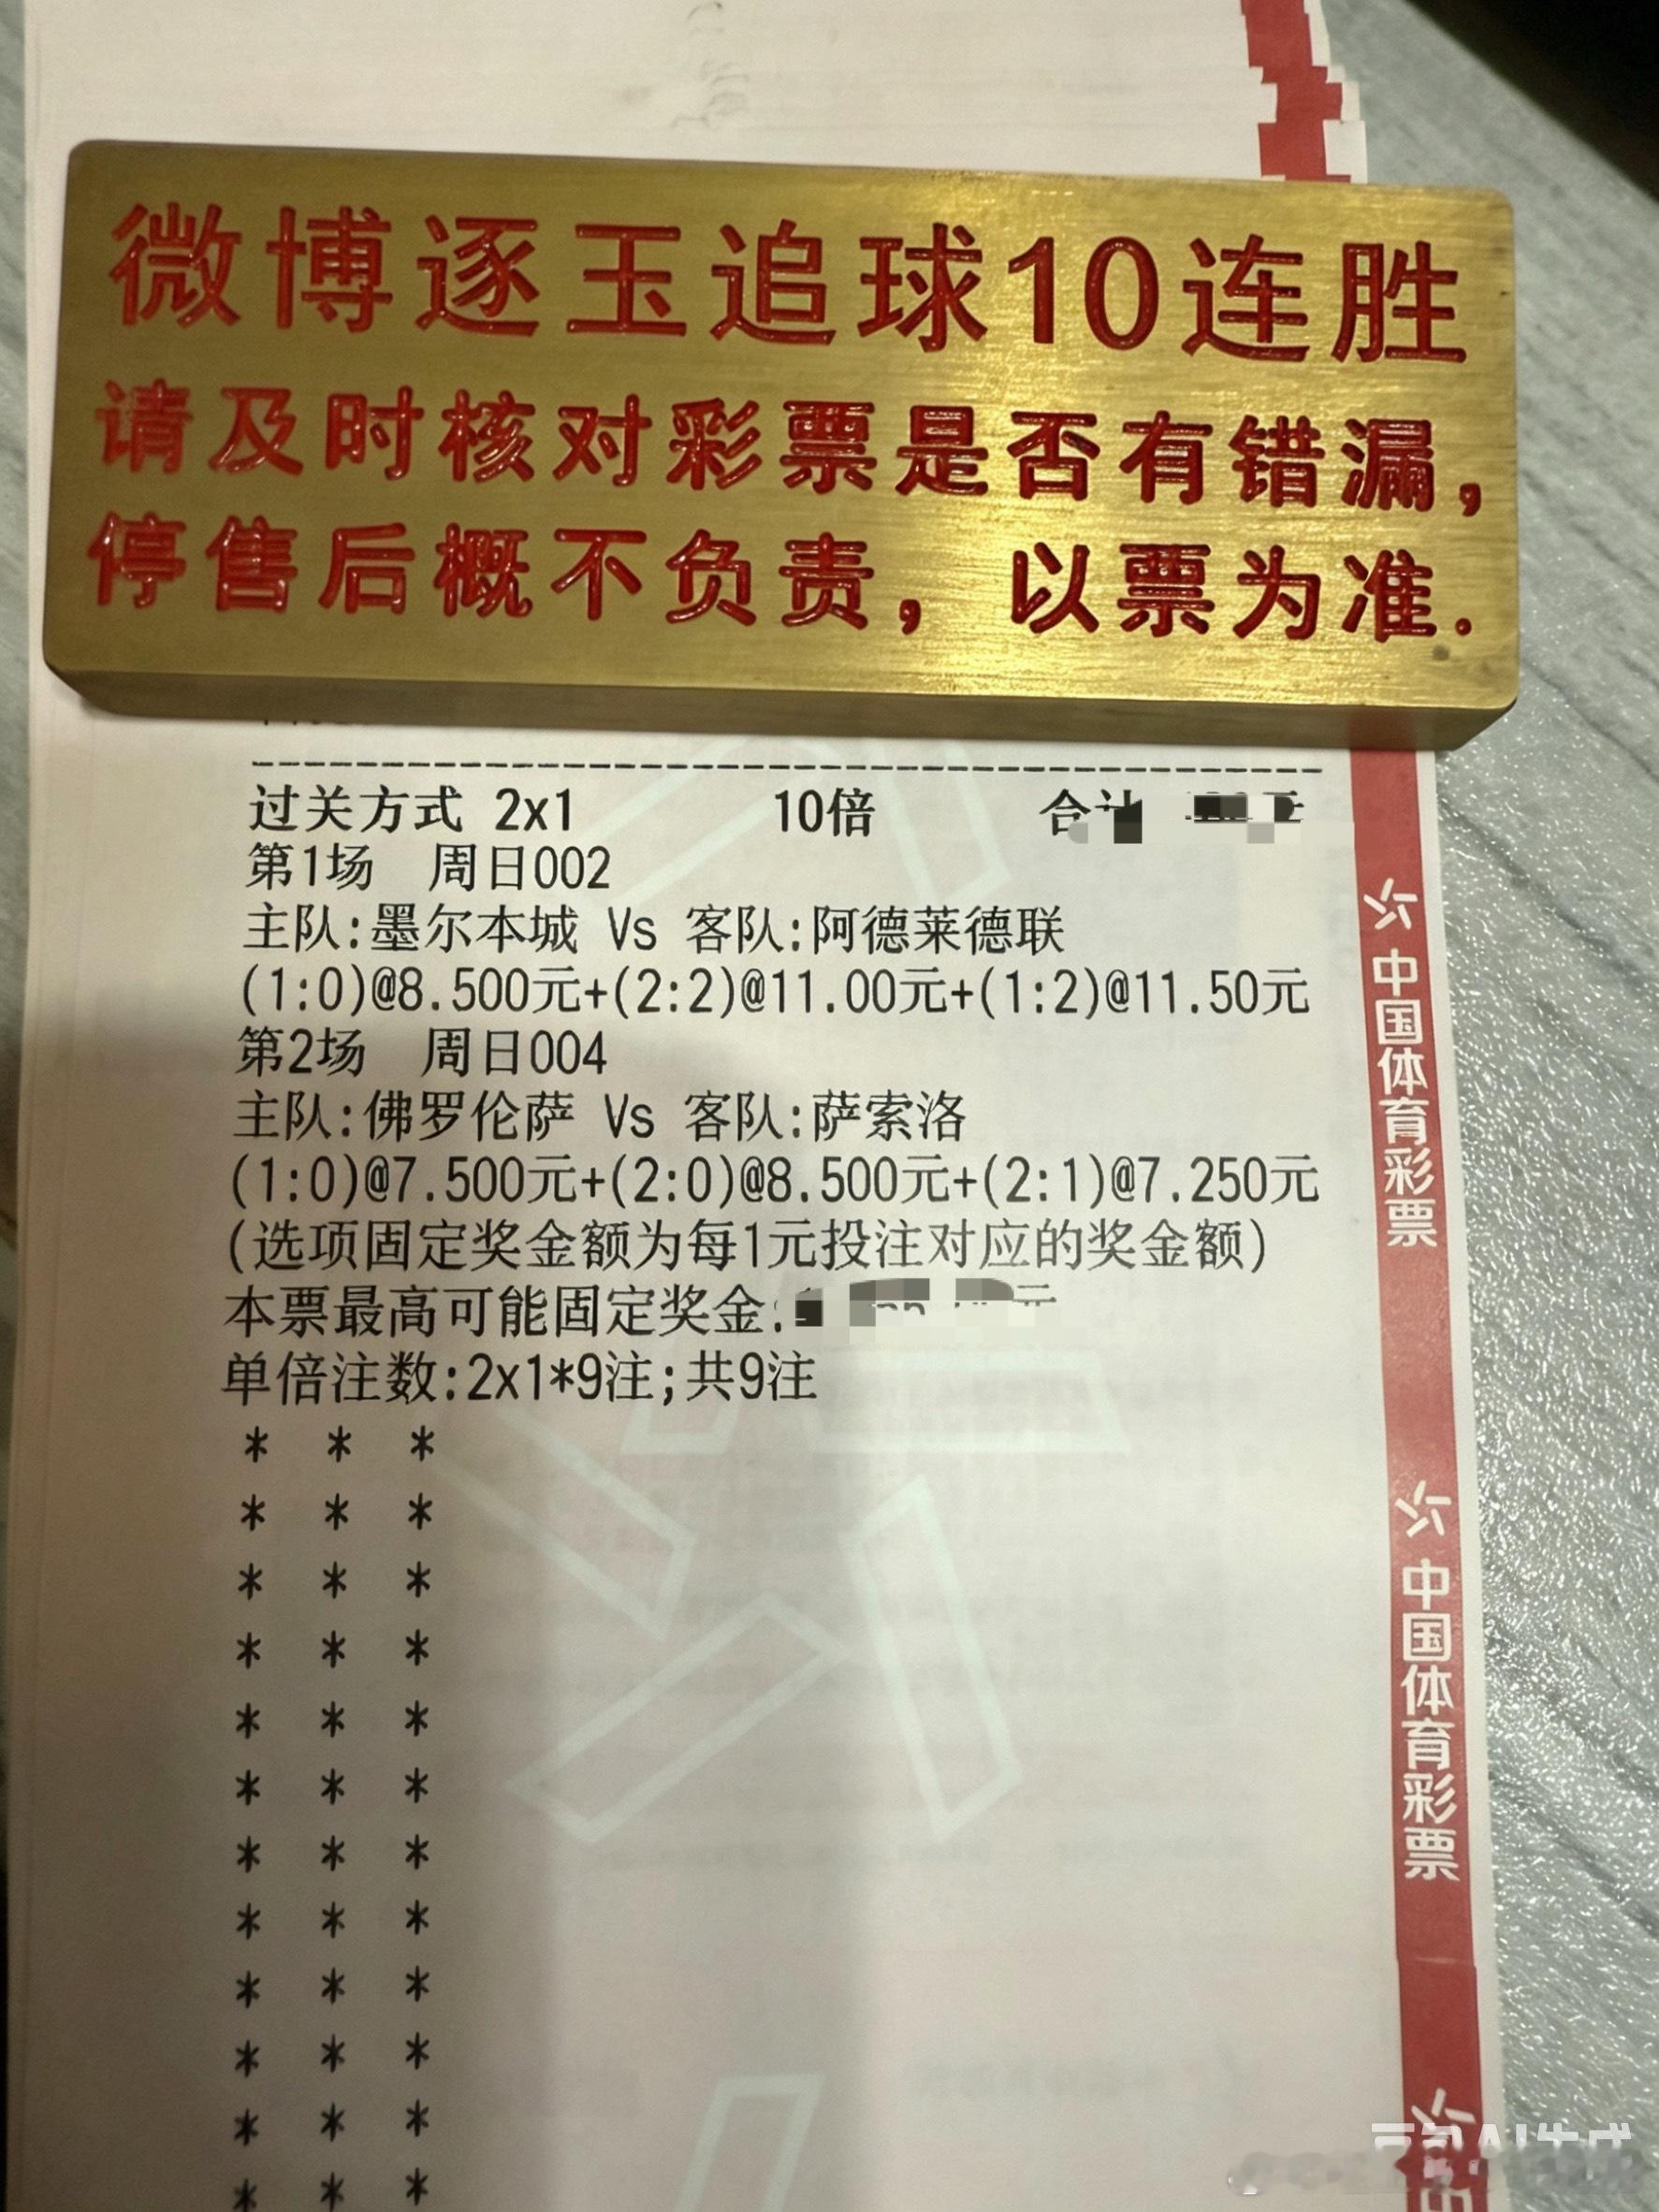 微博逐玉追球10连胜
请及时核对彩票是否有错漏，
停售后概不负责，以票为准.
过关方式 2x1 10倍 合计 元
第1场 周日002
主队:墨尔本城 Vs 客队:阿德莱德联
(1:0)@8.500元+(2:2)@11.00元+(1:2)@11.50元
第2场 周日004
主队:佛罗伦萨 Vs 客队:萨索洛
(1:0)@7.500元+(2:0)@8.500元+(2:1)@7.250元
(选项固定奖金额为每1元投注对应的奖金额)
本票最高可能固定奖金: 元
单倍注数:2x1*9注;共9注
* * *
* * *
* * *
* * *
* * *
* * *
* * *
* * *
* * *
* * *
* * *
* * *
中国体育彩票
中国体育彩票
中